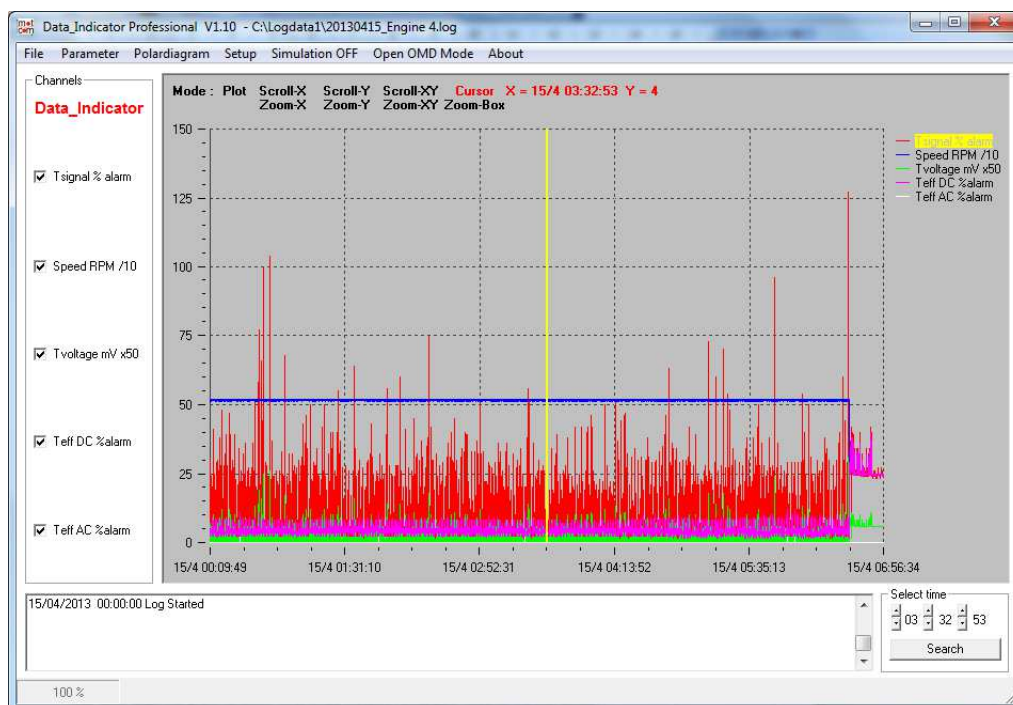 Data_Indicator Professional V1.10 - C:\Logdata1\20130415_Engine 4.log
File Parameter Polardiagram Setup Simulation OFF Open OMD Mode About
Channels
Data_Indicator
Tsignal % alarm
Speed RPM /10
Tvoltage mV x50
Teff DC %alarm
Teff AC %alarm
Mode : Plot Scroll-X Scroll-Y Scroll-XY Cursor X = 15/4 03:32:53 Y = 4
Zoom-X Zoom-Y Zoom-XY Zoom-Box
150
125
100
75
50
25
0
15/4 00:09:49 15/4 01:31:10 15/4 02:52:31 15/4 04:13:52 15/4 05:35:13 15/4 06:56:34
Tsignal % alarm
Speed RPM /10
Tvoltage mV x50
Teff DC %alarm
Teff AC %alarm
15/04/2013 00:00:00 Log Started
Select time
03 32 53
Search
100 %